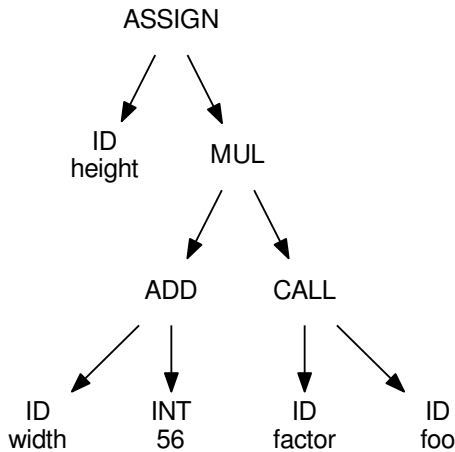 ASSIGN
ID
height
MUL
ADD
CALL
ID
width
INT
56
ID
factor
ID
foo